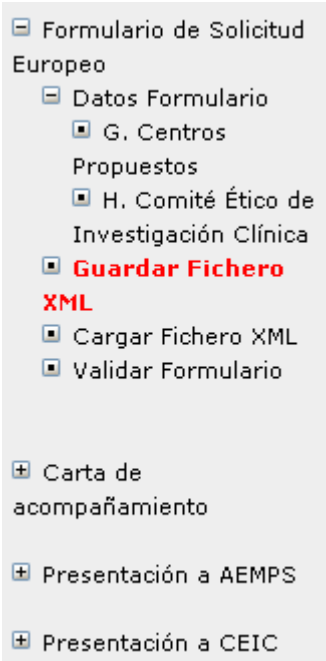 Formulario de Solicitud
Europeo
Datos Formulario
G. Centros
Propuestos
H. Comité Ético de
Investigación Clínica
Guardar Fichero
XML
Cargar Fichero XML
Validar Formulario
Carta de
acompañamiento
Presentación a AEMPS
Presentación a CEIC